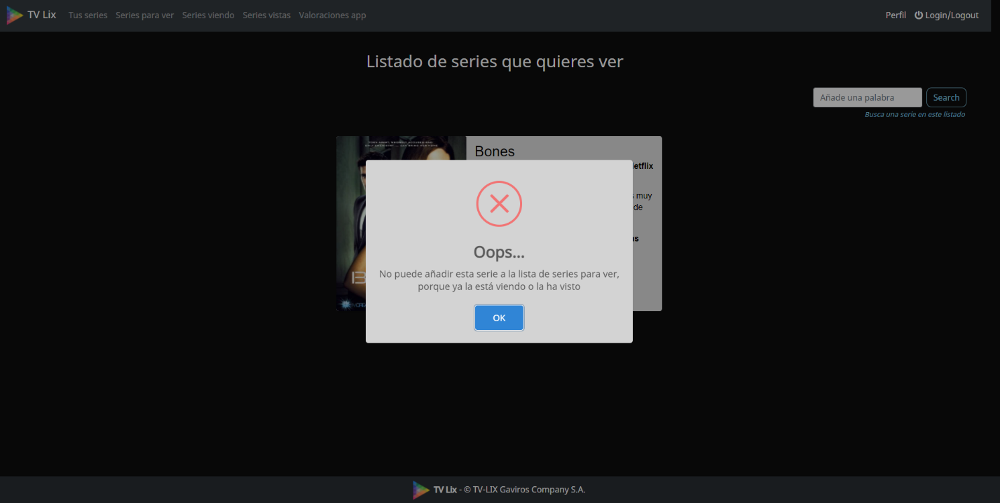 TV Lix Tus series Series para ver Series viendo Series vistas Valoraciones app Perfil Login/Logout
Listado de series que quieres ver
Añade una palabra Search
Busca una serie en este listado
Bones
etflix
muy
de
Oops...
No puede añadir esta serie a la lista de series para ver,
porque ya la está viendo o la ha visto
OK
TV Lix - © TV-LIX Gaviros Company S.A.